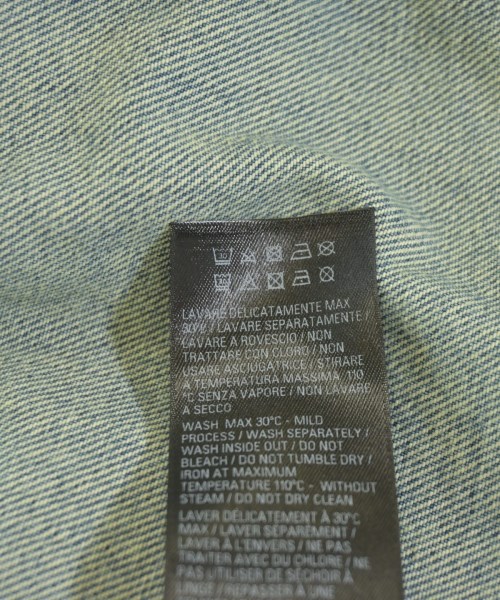 LAVARE DELICATAMENTE MAX
30°C / LAVARE SEPARATAMENTE /
LAVARE A ROVESCIO / NON
TRATTARE CON CLORO / NON
USARE ASCIUGATRICE / STIRARE
A TEMPERATURA MASSIMA 110
°C SENZA VAPORE / NON LAVARE
A SECCO
WASH MAX 30°C - MILD
PROCESS / WASH SEPARATELY /
WASH INSIDE OUT / DO NOT
BLEACH / DO NOT TUMBLE DRY /
IRON AT MAXIMUM
TEMPERATURE 110°C - WITHOUT
STEAM / DO NOT DRY CLEAN
LAVER DÉLICATEMENT À 30°C
MAX / LAVER SÉPARÉMENT /
LAVER À L'ENVERS / NE PAS
TRAITER AVEC DU CHLORE / NE
PAS UTILISER DE SÉCHOIR À
LINGE / REPASSER À UNE